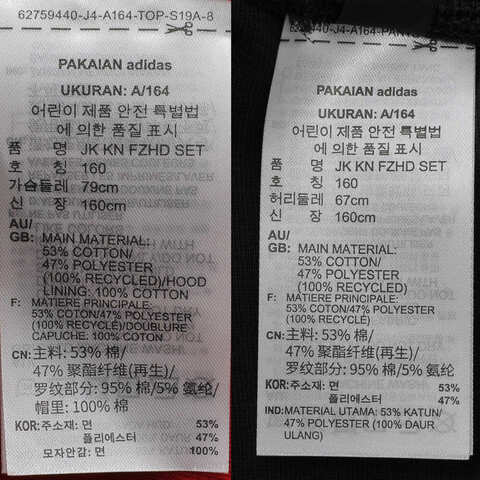 62759440-J4-A164-TOP-S19A-8
PAKAIAN adidas
UKURAN: A/164
어린이 제품 안전 특별법
에 의한 품질 표시
품 명 JK KN FZHD SET
호 칭 160
가슴둘레 79cm
신 장 160cm
AU/
GB: MAIN MATERIAL:
53% COTTON/
47% POLYESTER
(100% RECYCLED)/HOOD
LINING: 100% COTTON
F: MATIERE PRINCIPALE:
53% COTON/47% POLYESTER
(100% RECYCLÉ)/DOUBLURE
CAPUCHE: 100% COTON
CN: 主料: 53% 棉/
47% 聚酯纤维(再生)/
罗纹部分: 95% 棉/5% 氨纶/
帽里: 100% 棉
KOR: 주소재: 면 53%
폴리에스터 47%
모자안감: 면 100%
PAKAIAN adidas
UKURAN: A/164
어린이 제품 안전 특별법
에 의한 품질 표시
품 명 JK KN FZHD SET
호 칭 160
허리둘레 67cm
신 장 160cm
AU/
GB: MAIN MATERIAL:
53% COTTON/
47% POLYESTER
(100% RECYCLED)
F: MATIERE PRINCIPALE:
53% COTON/47% POLYESTER
(100% RECYCLÉ)
CN: 主料: 53% 棉/
47% 聚酯纤维(再生)/
罗纹部分: 95% 棉/5% 氨纶
KOR: 주소재: 면 53%
폴리에스터 47%
IND: MATERIAL UTAMA: 53% KATUN/
47% POLYESTER (100% DAUR
ULANG)